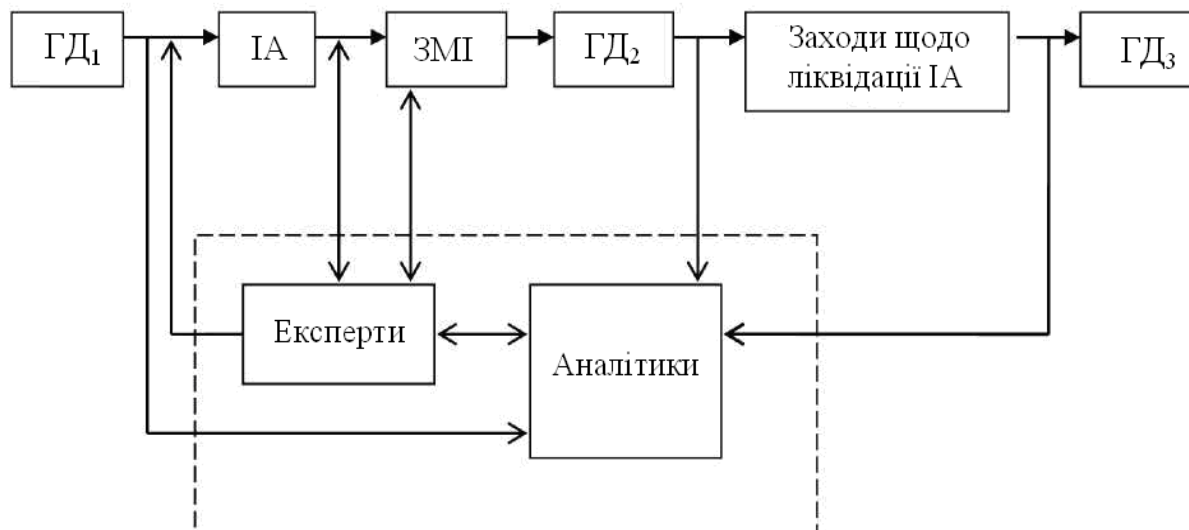 ГД₁
ІА
ЗМІ
ГД₂
Заходи щодо
ліквідації ІА
ГД₃
Експерти
Аналітики